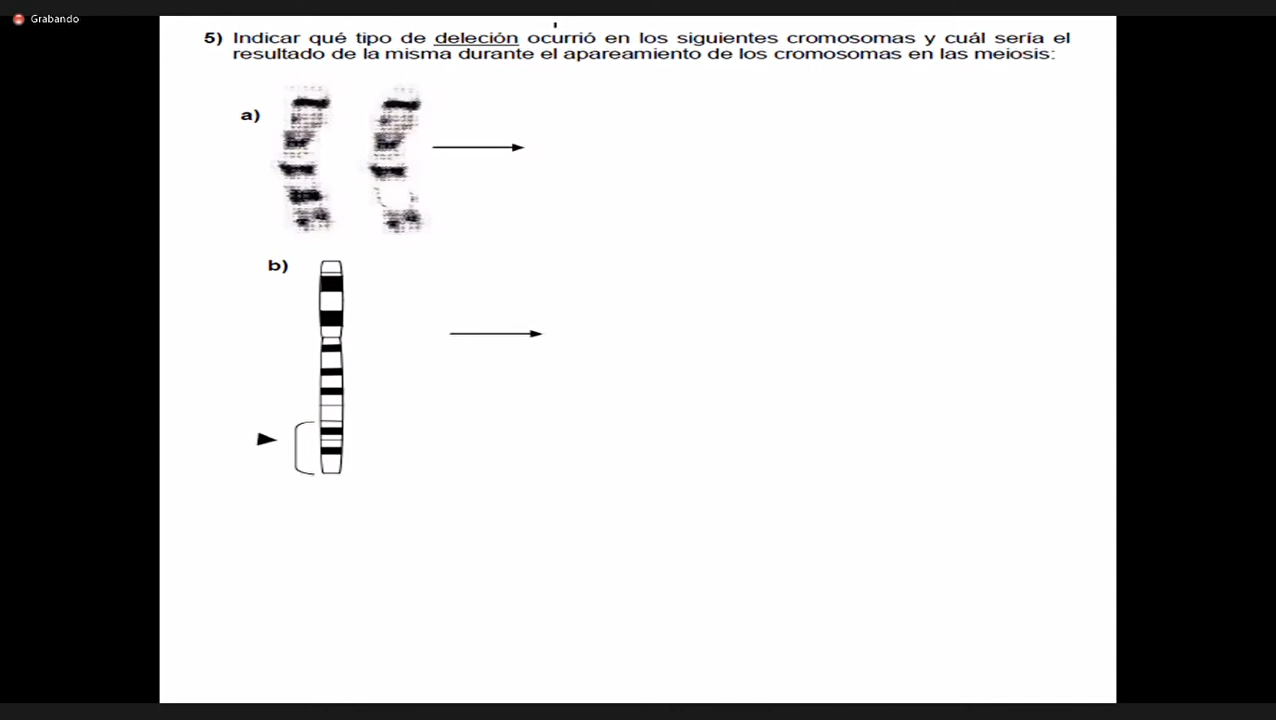 Grabando
5) Indicar qué tipo de deleción ocurrió en los siguientes cromosomas y cuál sería el
resultado de la misma durante el apareamiento de los cromosomas en las meiosis:
a)
b)